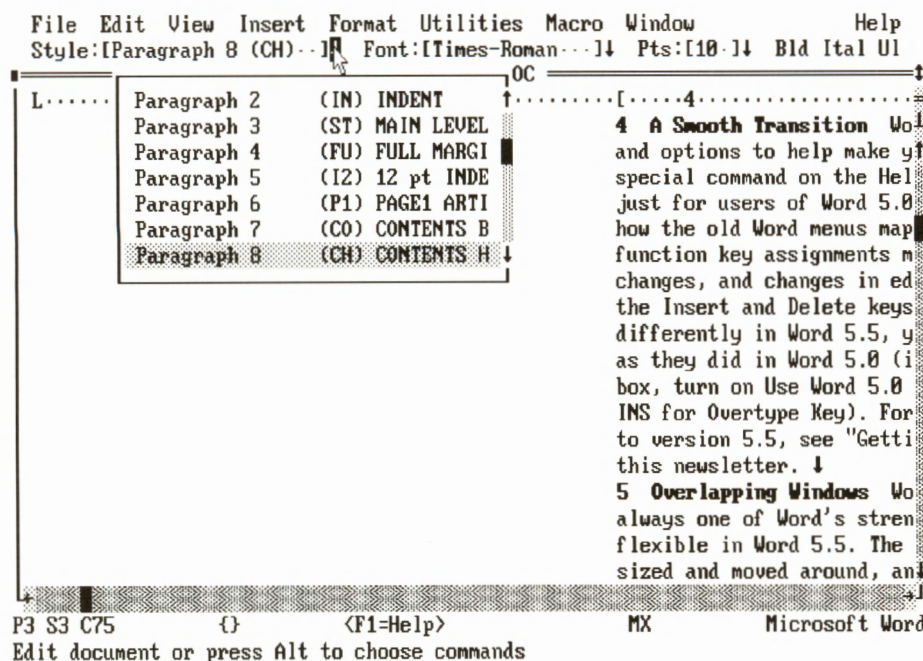 File Edit View Insert Format Utilities Macro Window Help
Style:[Paragraph 8 (CH)··]↓ Font:[Times-Roman···]↓ Pts:[10·]↓ Bld Ital Ul
OC
L······ ·········[·····4··················
Paragraph 2 (IN) INDENT
Paragraph 3 (ST) MAIN LEVEL
Paragraph 4 (FU) FULL MARGI
Paragraph 5 (I2) 12 pt INDE
Paragraph 6 (P1) PAGE1 ARTI
Paragraph 7 (CO) CONTENTS B
Paragraph 8 (CH) CONTENTS H
4 A Smooth Transition Wo
and options to help make y
special command on the Hel
just for users of Word 5.0
how the old Word menus map
function key assignments m
changes, and changes in ed
the Insert and Delete keys
differently in Word 5.5, y
as they did in Word 5.0 (i
box, turn on Use Word 5.0
INS for Overtype Key). For
to version 5.5, see "Getti
this newsletter. ↓
5 Overlapping Windows Wo
always one of Word's stren
flexible in Word 5.5. The
sized and moved around, an
P3 S3 C75 {} <F1=Help> MX Microsoft Word
Edit document or press Alt to choose commands